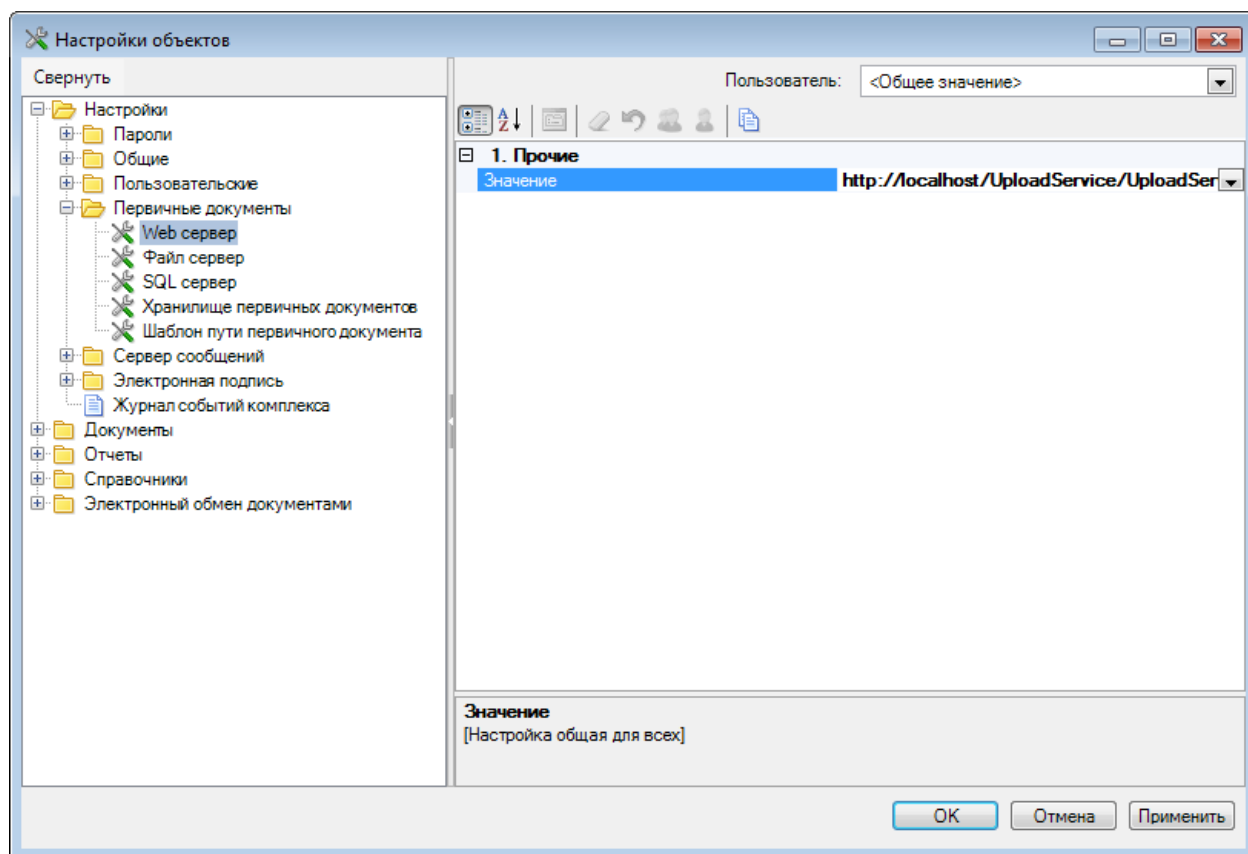 Настройки объектов
Свернуть
Настройки
Пароли
Общие
Пользовательские
Первичные документы
Web сервер
Файл сервер
SQL сервер
Хранилище первичных документов
Шаблон пути первичного документа
Сервер сообщений
Электронная подпись
Журнал событий комплекса
Документы
Отчеты
Справочники
Электронный обмен документами
Пользователь: <Общее значение>
A
Z
1. Прочие
Значение http://localhost/UploadService/UploadSer
Значение
[Настройка общая для всех]
OK Отмена Применить